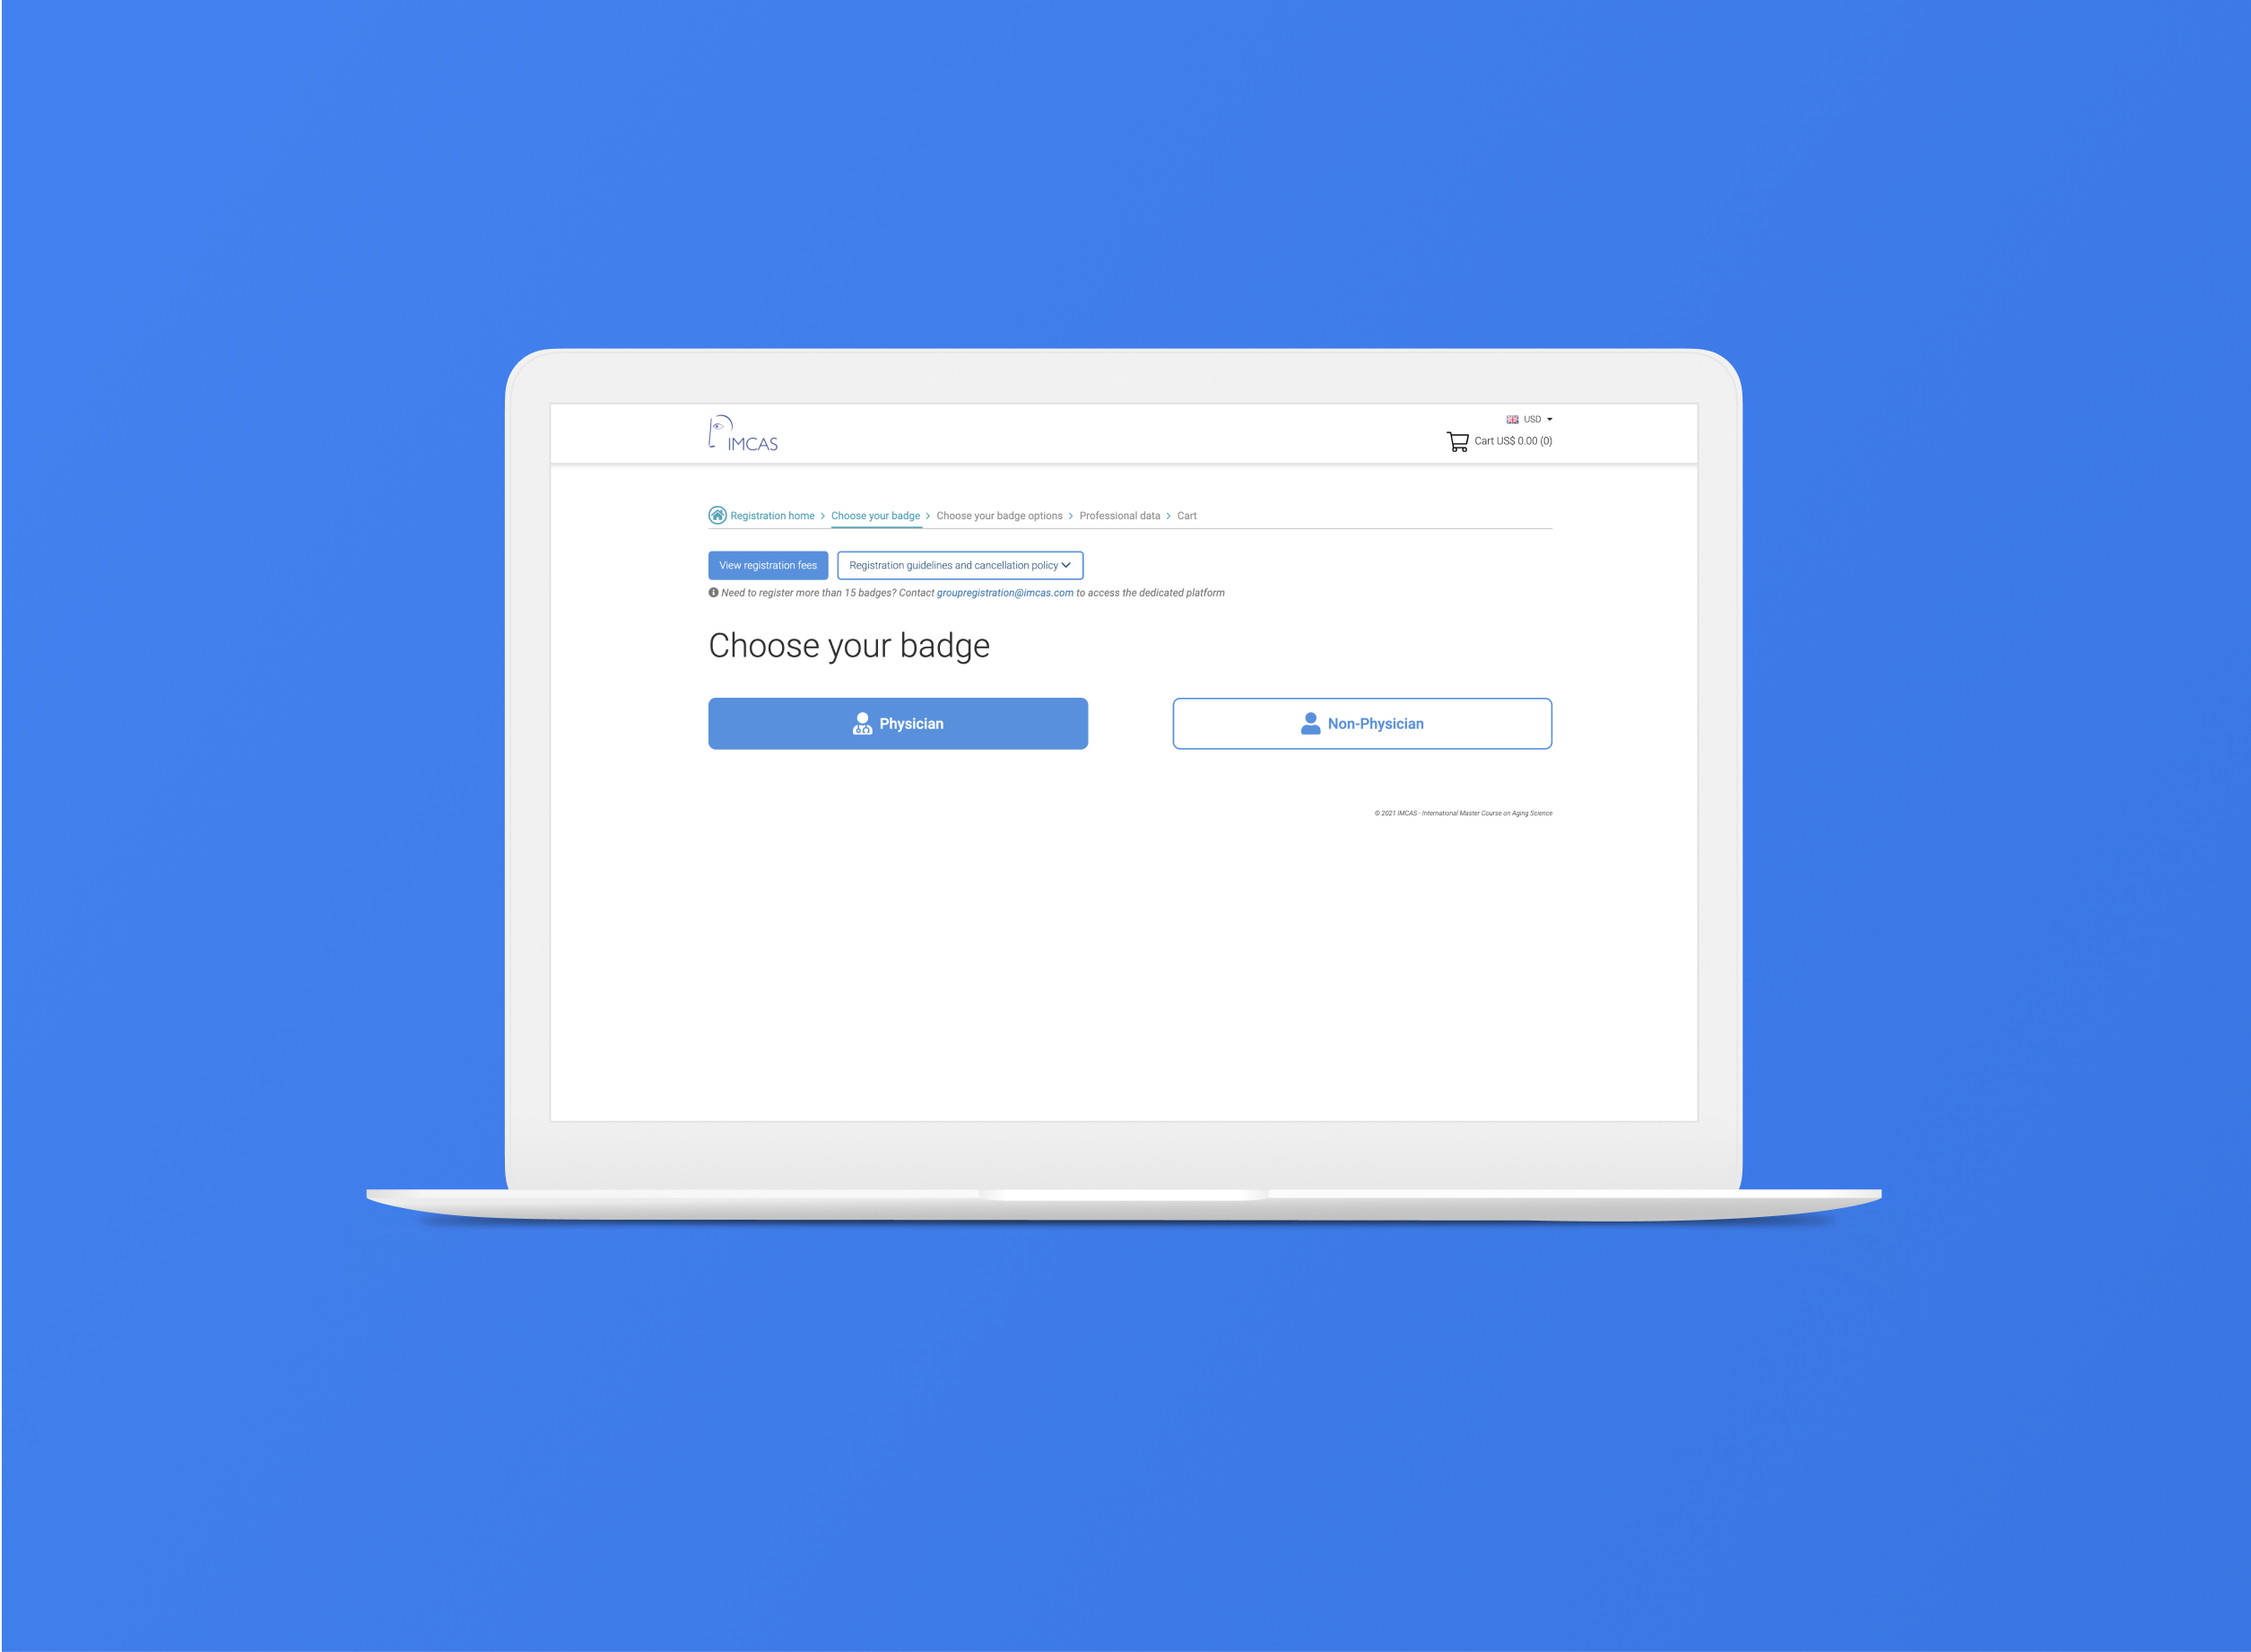 IMCAS
USD
Cart US$ 0.00 (0)
Registration home > Choose your badge > Choose your badge options > Professional data > Cart
View registration fees
Registration guidelines and cancellation policy
Need to register more than 15 badges? Contact groupregistration@imcas.com to access the dedicated platform
Choose your badge
Physician
Non-Physician
© 2021 IMCAS - International Master Course on Aging Science